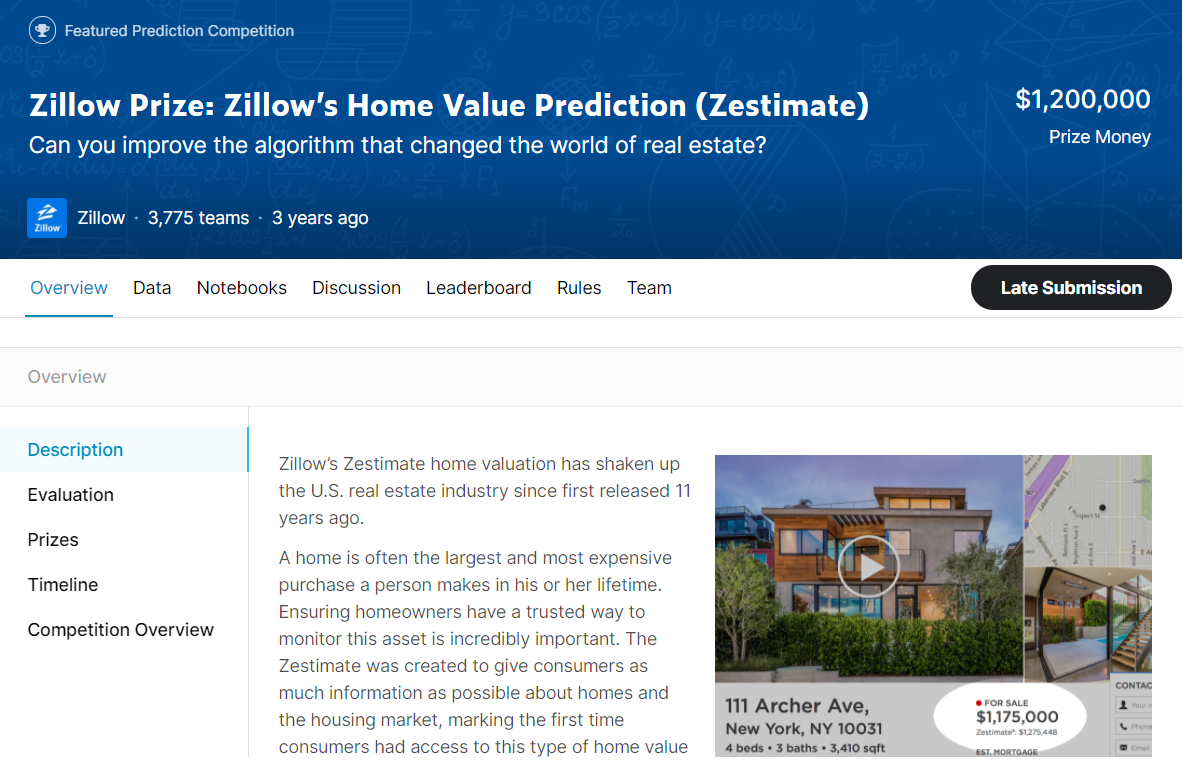 Featured Prediction Competition
Zillow Prize: Zillow’s Home Value Prediction (Zestimate)
$1,200,000
Can you improve the algorithm that changed the world of real estate?
Prize Money
Zillow
Zillow · 3,775 teams · 3 years ago
Overview Data Notebooks Discussion Leaderboard Rules Team
Late Submission
Overview
Description
Evaluation
Prizes
Timeline
Competition Overview
Zillow’s Zestimate home valuation has shaken up
the U.S. real estate industry since first released 11
years ago.
A home is often the largest and most expensive
purchase a person makes in his or her lifetime.
Ensuring homeowners have a trusted way to
monitor this asset is incredibly important. The
Zestimate was created to give consumers as
much information as possible about homes and
the housing market, marking the first time
consumers had access to this type of home value
111 Archer Ave,
New York, NY 10031
4 beds • 3 baths • 3,410 sqft
FOR SALE
$1,175,000
Zestimate®: $1,275,448
EST. MORTGAGE
CONTAC
Phone
Email